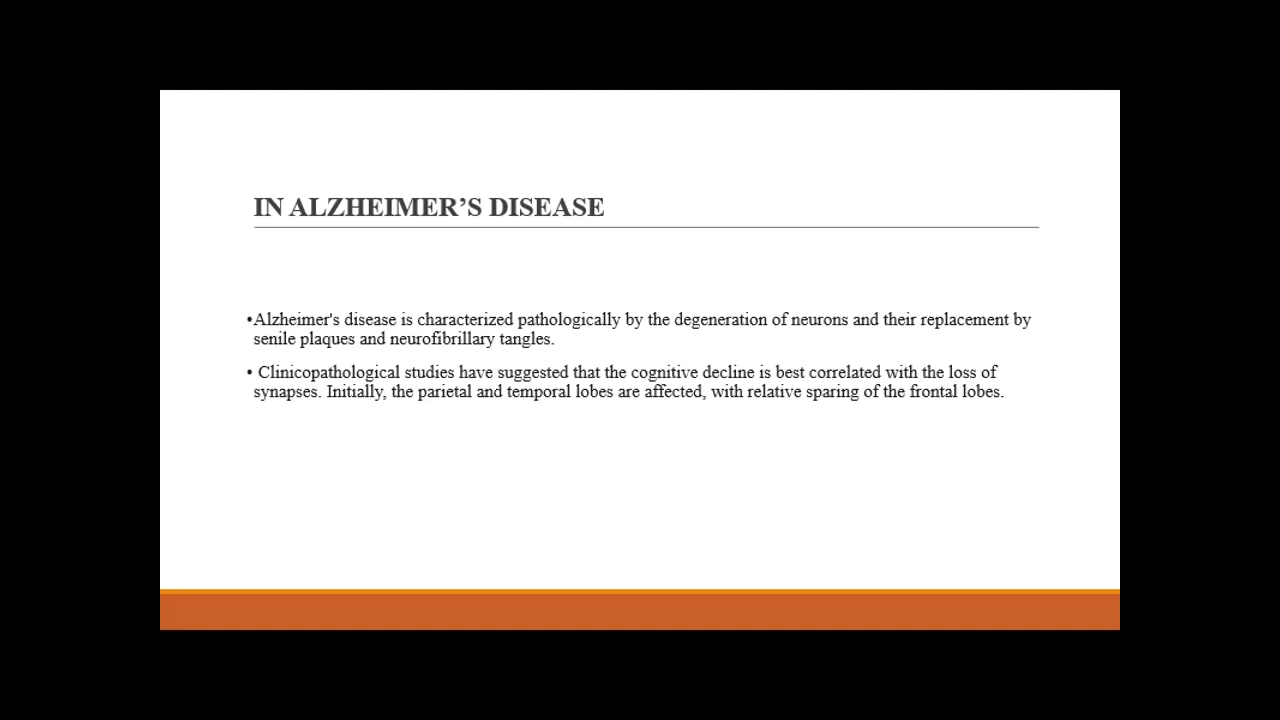 IN ALZHEIMER’S DISEASE
•Alzheimer's disease is characterized pathologically by the degeneration of neurons and their replacement by
senile plaques and neurofibrillary tangles.
• Clinicopathological studies have suggested that the cognitive decline is best correlated with the loss of
synapses. Initially, the parietal and temporal lobes are affected, with relative sparing of the frontal lobes.